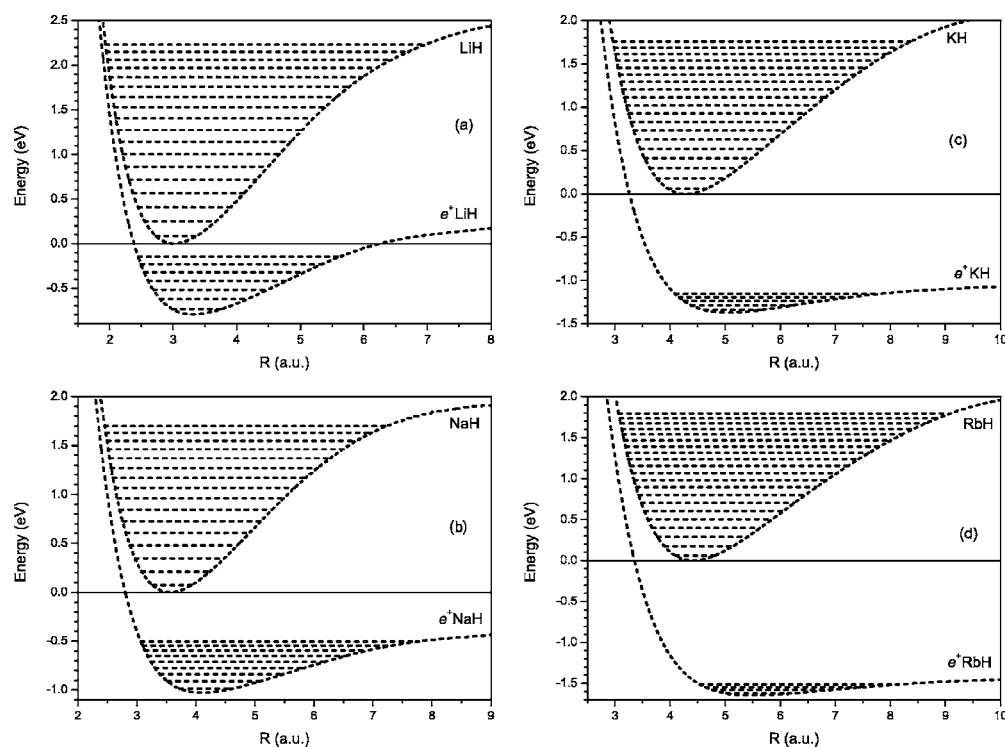 2.5
2.0
1.5
1.0
0.5
0.0
-0.5
Energy (eV)
LiH
(a)
e⁺LiH
2 3 4 5 6 7 8
R (a.u.)
2.0
1.5
1.0
0.5
0.0
-0.5
-1.0
-1.5
Energy (eV)
KH
(c)
e⁺KH
3 4 5 6 7 8 9 10
R (a.u.)
2.0
1.5
1.0
0.5
0.0
-0.5
-1.0
Energy (eV)
NaH
(b)
e⁺NaH
2 3 4 5 6 7 8 9
R (a.u.)
2.0
1.5
1.0
0.5
0.0
-0.5
-1.0
-1.5
Energy (eV)
RbH
(d)
e⁺RbH
3 4 5 6 7 8 9 10
R (a.u.)